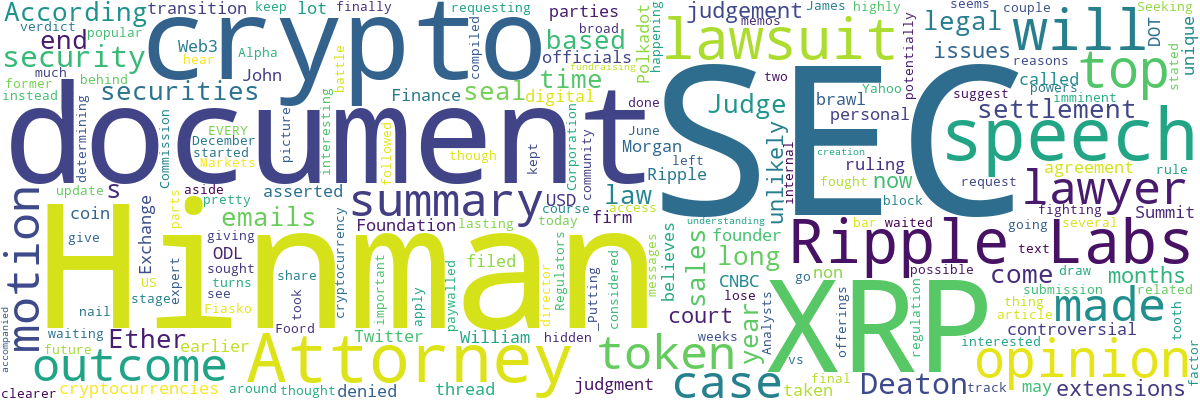 According
transition
keep
lot
finally
requesting
verdict
popular
crypto
Web3
hear
Alpha
security
much
behind
former
instead
securities
John
Finance
battle
compiled
end
based
parties
broad
officials
time
fundraising
digital
seal
Polkadot
happening
lawsuit
judgement
memos
James
highly
seems
couple
legal
issues
reasons
called
powers
potentially
will
DOT
Seeking
unique
stated
top
two
Yahoo
suggest
imminent
document
SEC
Judge
brawl
personal
settlement
speech
determining
EVERY
December
started
Markets
Commission
picture
interesting
followed
though
kept
Corporation
community
done
June
Morgan
left
Ripple
unlikely
internal
creation
fought
ruling
now
block
request
agreement
rule
lawyer
motion
update
s
aside
pretty
asserted
summary
law
USD
access
understanding
bar
waited
fighting
several
Summit
coin
give
parts
Exchange
emails
Foundation
lasting
course
today
firm
giving
ODL
filed
Hinman
Ripple Labs
founder
long
sales
believes
CNBC
non
going
text
possible
come
draw
months
submission
related
US
sought
turns
expert
stage
see
nail
waiting
future
Fiasko
took
share
Foord
cryptocurrency
important
Twitter
apply
paywalled
William
director
Regulators
_Putting
considered
messages
court
lose
weeks
year
Analysts
go
vs
XRP
offerings
regulation
thing
article
made
controversial
interested
tooth
factor
accompanied
Ether
earlier
outcome
Attorney
hidden
token
case
final
taken
opinion
clearer
cryptocurrencies
around
thought
denied
thread
judgment
Deaton
track
may
extensions